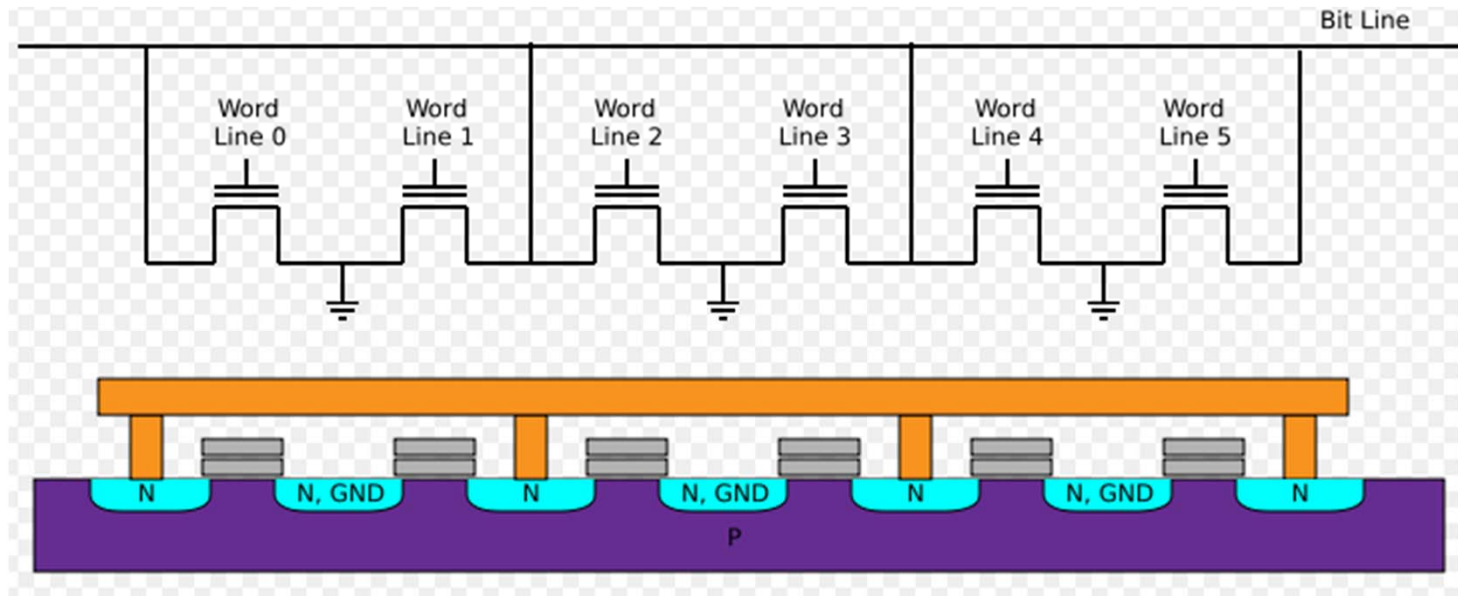 Bit Line
Word
Line 0
Word
Line 1
Word
Line 2
Word
Line 3
Word
Line 4
Word
Line 5
N
N, GND
N
N, GND
N
N, GND
N
P